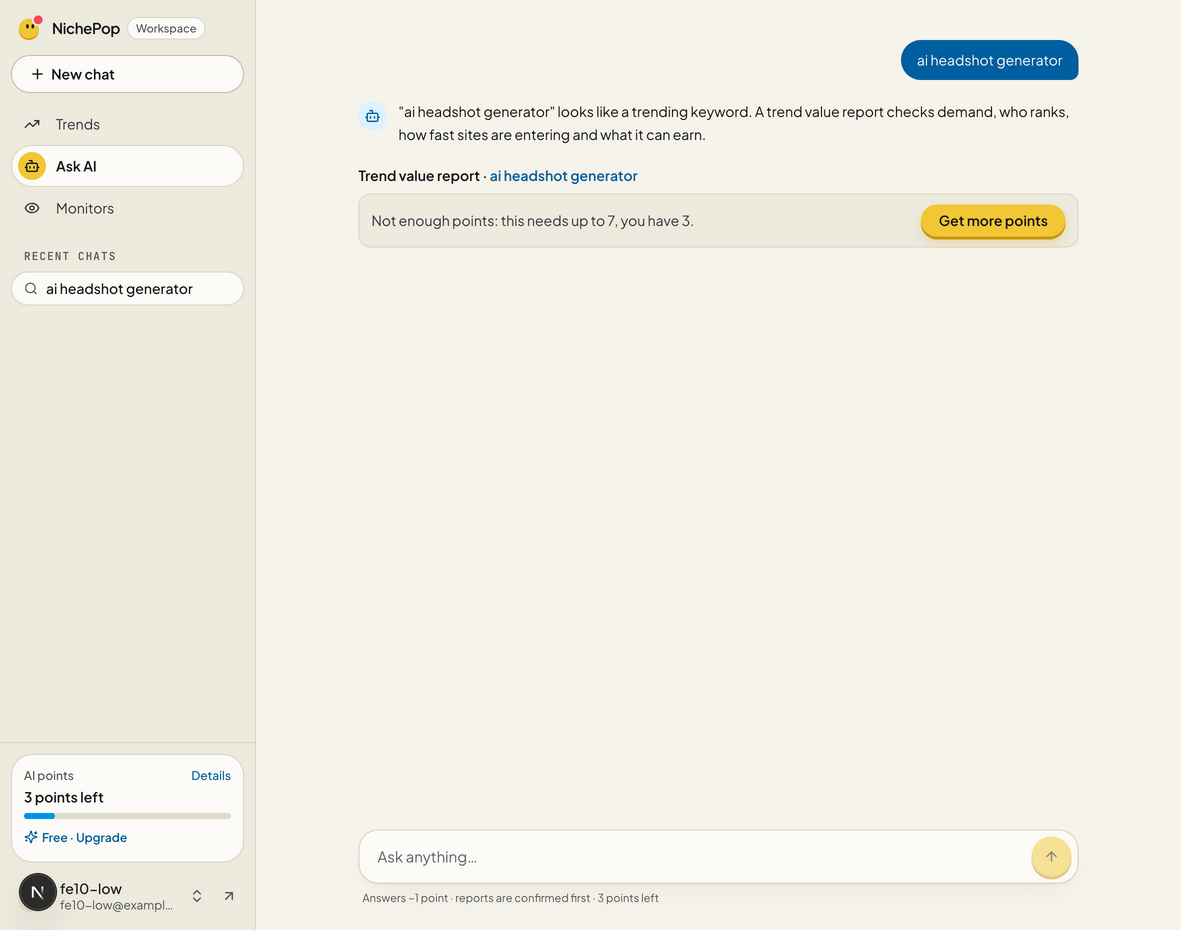 NichePop
Workspace
New chat
Trends
Ask AI
Monitors
RECENT CHATS
ai headshot generator
AI points
Details
3 points left
Free · Upgrade
N
fe10-low
fe10-low@exampl...
ai headshot generator
"ai headshot generator" looks like a trending keyword. A trend value report checks demand, who ranks,
how fast sites are entering and what it can earn.
Trend value report · ai headshot generator
Not enough points: this needs up to 7, you have 3.
Get more points
Ask anything...
Answers ~1 point · reports are confirmed first · 3 points left